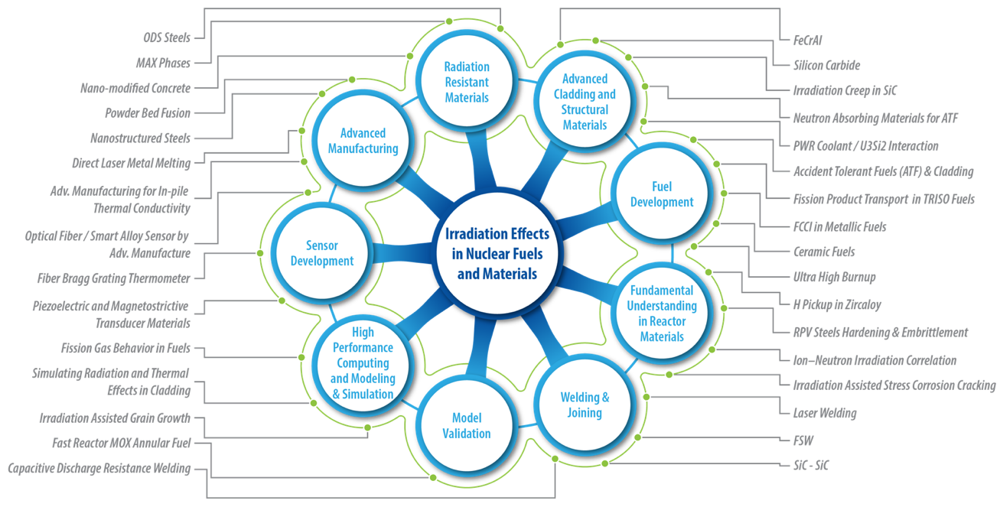 ODS Steels
MAX Phases
Nano-modified Concrete
Powder Bed Fusion
Nanostructured Steels
Direct Laser Metal Melting
Adv. Manufacturing for In-pile
Thermal Conductivity
Optical Fiber / Smart Alloy Sensor by
Adv. Manufacture
Fiber Bragg Grating Thermometer
Piezoelectric and Magnetostrictive
Transducer Materials
Fission Gas Behavior in Fuels
Simulating Radiation and Thermal
Effects in Cladding
Irradiation Assisted Grain Growth
Fast Reactor MOX Annular Fuel
Capacitive Discharge Resistance Welding
Radiation
Resistant
Materials
Advanced
Cladding and
Structural
Materials
Fuel
Development
Fundamental
Understanding
in Reactor
Materials
Welding &
Joining
Model
Validation
High
Performance
Computing
and Modeling
& Simulation
Sensor
Development
Advanced
Manufacturing
Irradiation Effects
in Nuclear Fuels
and Materials
FeCrAl
Silicon Carbide
Irradiation Creep in SiC
Neutron Absorbing Materials for ATF
PWR Coolant / U3Si2 Interaction
Accident Tolerant Fuels (ATF) & Cladding
Fission Product Transport in TRISO Fuels
FCCI in Metallic Fuels
Ceramic Fuels
Ultra High Burnup
H Pickup in Zircaloy
RPV Steels Hardening & Embrittlement
Ion–Neutron Irradiation Correlation
Irradiation Assisted Stress Corrosion Cracking
Laser Welding
FSW
SiC - SiC